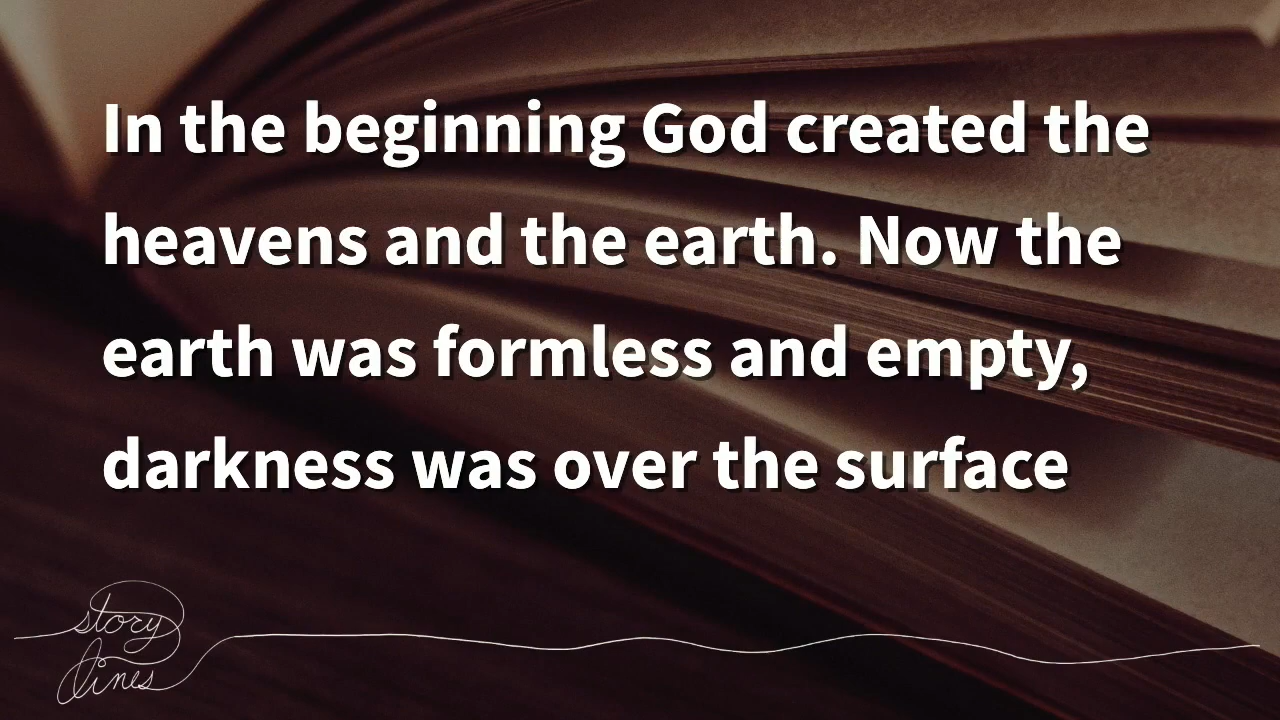 In the beginning God created the
heavens and the earth. Now the
earth was formless and empty,
darkness was over the surface
story
lines